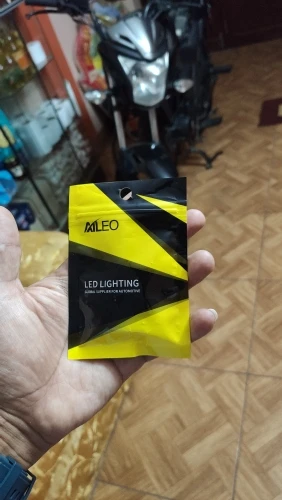 AILEO
LED LIGHTING
GLOBAL SUPPLIER FOR AUTOMOTIVE